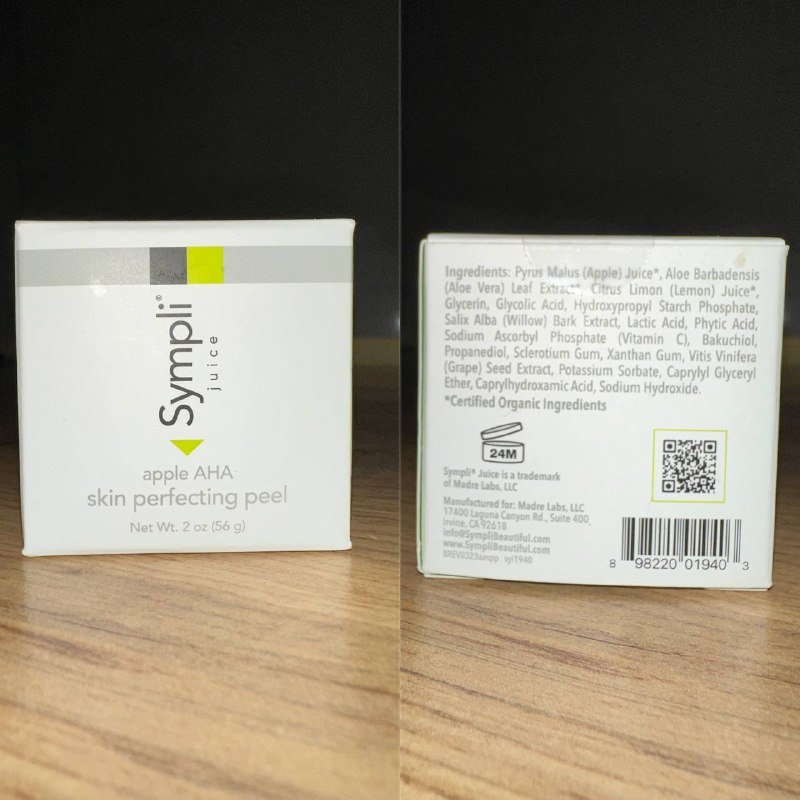 Sympli®
juice
apple AHA
skin perfecting peel
Net Wt. 2 oz (56 g)
Ingredients: Pyrus Malus (Apple) Juice*, Aloe Barbadensis
(Aloe Vera) Leaf Extract*, Citrus Limon (Lemon) Juice*,
Glycerin, Glycolic Acid, Hydroxypropyl Starch Phosphate,
Salix Alba (Willow) Bark Extract, Lactic Acid, Phytic Acid,
Sodium Ascorbyl Phosphate (Vitamin C), Bakuchiol,
Propanediol, Sclerotium Gum, Xanthan Gum, Vitis Vinifera
(Grape) Seed Extract, Potassium Sorbate, Caprylyl Glyceryl
Ether, Caprylhydroxamic Acid, Sodium Hydroxide.
*Certified Organic Ingredients
24M
Sympli® Juice is a trademark
of Madre Labs, LLC
Manufactured for: Madre Labs, LLC
17400 Laguna Canyon Rd., Suite 400
Irvine, CA 92618
info@SympliBeautiful.com
www.SympliBeautiful.com
BREV0323aaspp syl1940
8 98220 01940 3